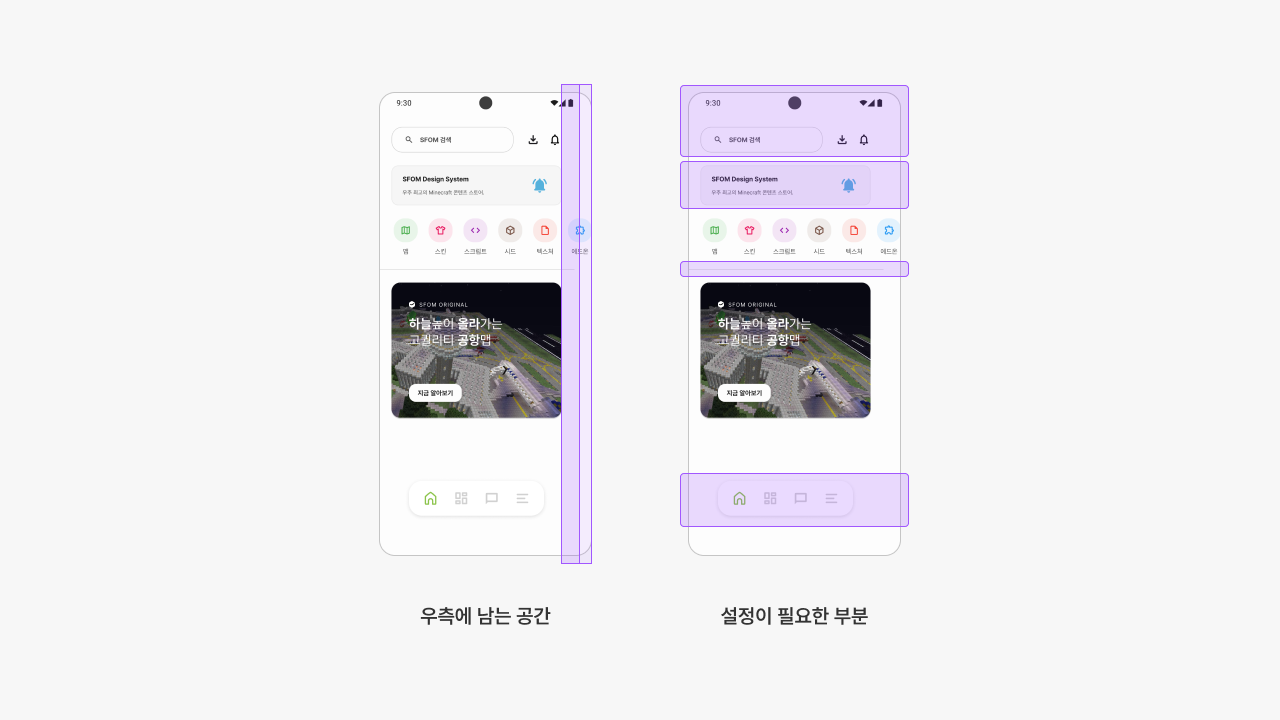 9:30
SFOM 검색
SFOM Design System
우주 최고의 Minecraft 콘텐츠 스토어.
맵
스킨
스크립트
시드
텍스처
애드온
SFOM ORIGINAL
하늘높이 올라가는
고퀄리티 공항맵
지금 알아보기
우측에 남는 공간
9:30
SFOM 검색
SFOM Design System
우주 최고의 Minecraft 콘텐츠 스토어.
맵
스킨
스크립트
시드
텍스처
애드온
SFOM ORIGINAL
하늘높이 올라가는
고퀄리티 공항맵
지금 알아보기
설정이 필요한 부분